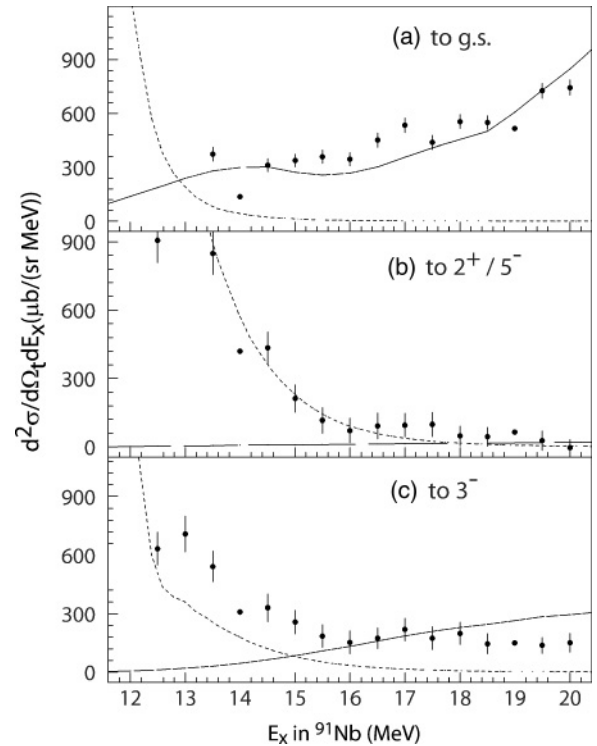 (a) to g.s.
900
600
300
0
(b) to 2⁺ / 5⁻
900
600
300
0
(c) to 3⁻
900
600
300
0
12 13 14 15 16 17 18 19 20
Eₓ in ⁹¹Nb (MeV)
d²σ/dΩₜdEₓ(μb/(sr MeV))